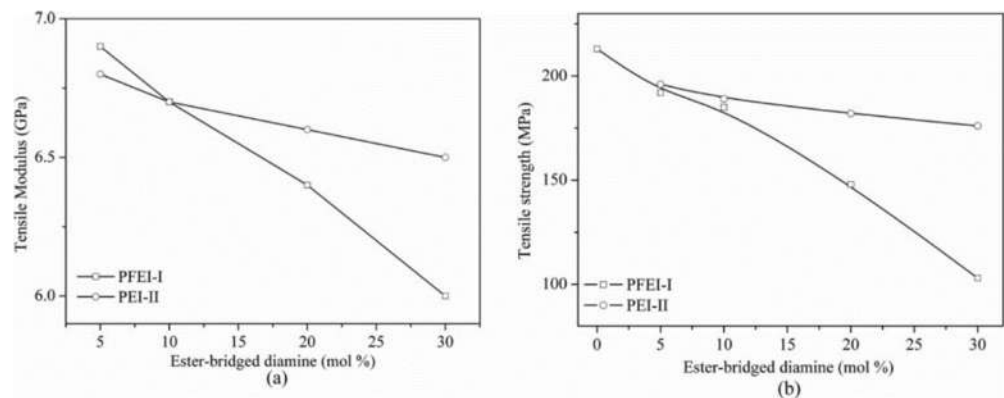 7.0
6.5
6.0
Tensile Modulus (GPa)
PFEI-I
PEI-II
5 10 15 20 25 30
Ester-bridged diamine (mol %)
(a)
200
150
100
Tensile strength (MPa)
PFEI-I
PEI-II
0 5 10 15 20 25 30
Ester-bridged diamine (mol %)
(b)